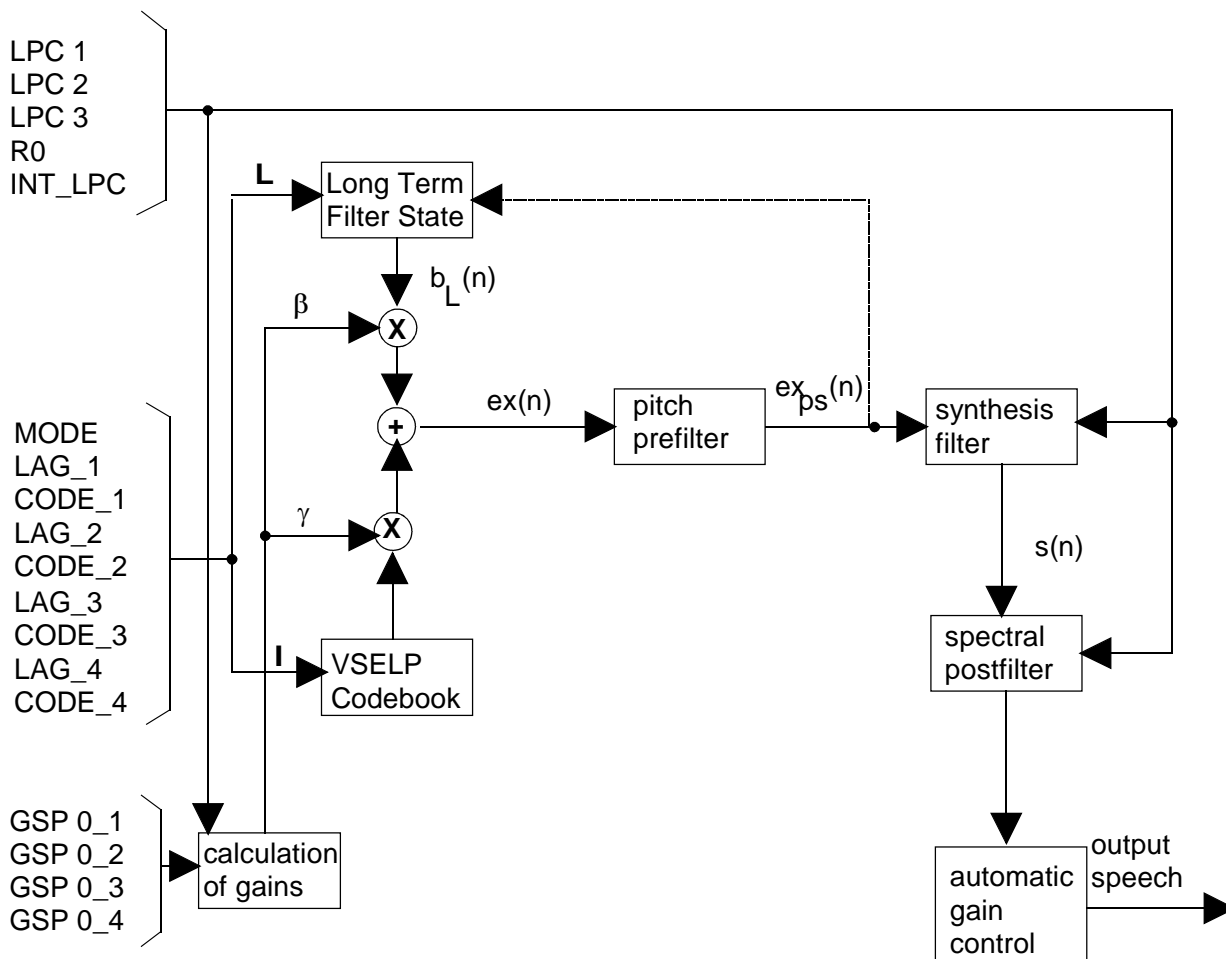 LPC 1
LPC 2
LPC 3
R0
INT_LPC
L
Long Term
Filter State
b_L(n)
β
X
ex(n)
pitch
prefilter
ex_ps(n)
synthesis
filter
+
MODE
LAG_1
CODE_1
LAG_2
CODE_2
LAG_3
CODE_3
LAG_4
CODE_4
γ
X
s(n)
I
VSELP
Codebook
spectral
postfilter
GSP 0_1
GSP 0_2
GSP 0_3
GSP 0_4
calculation
of gains
automatic
gain
control
output
speech